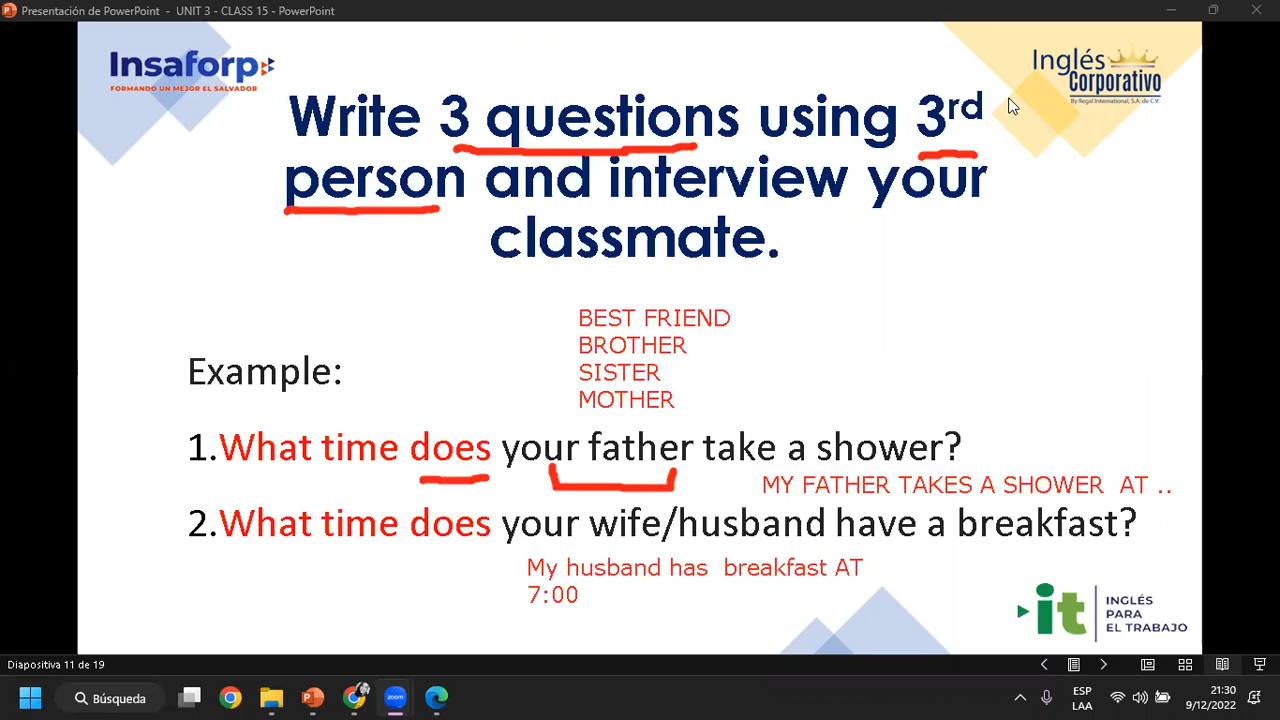 Presentación de PowerPoint - UNIT 3 - CLASS 15 - PowerPoint
Insaforp
FORMANDO UN MEJOR EL SALVADOR
Inglés
Corporativo
By Regal International, S.A. de C.V.
Write 3 questions using 3rd
person and interview your
classmate.
BEST FRIEND
BROTHER
SISTER
MOTHER
Example:
1.What time does your father take a shower?
MY FATHER TAKES A SHOWER AT ..
2.What time does your wife/husband have a breakfast?
My husband has breakfast AT
7:00
it
INGLÉS
PARA
EL TRABAJO
Diapositiva 11 de 19
Búsqueda
zoom
ESP
LAA
21:30
9/12/2022